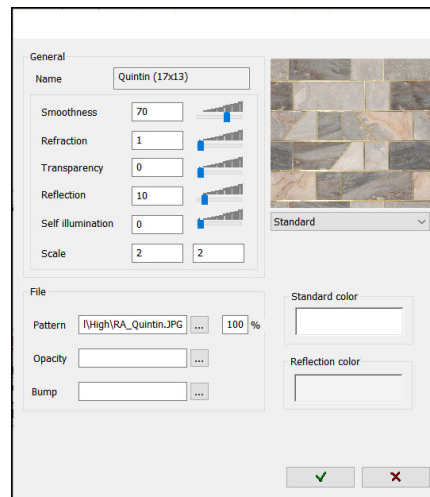 General
Name Quintin (17x13)
Smoothness 70
Refraction 1
Transparency 0
Reflection 10
Self illumination 0
Standard
Scale 2 2
File
Pattern l\High\RA_Quintin.JPG ... 100 %
Standard color
Opacity ...
Reflection color
Bump ...